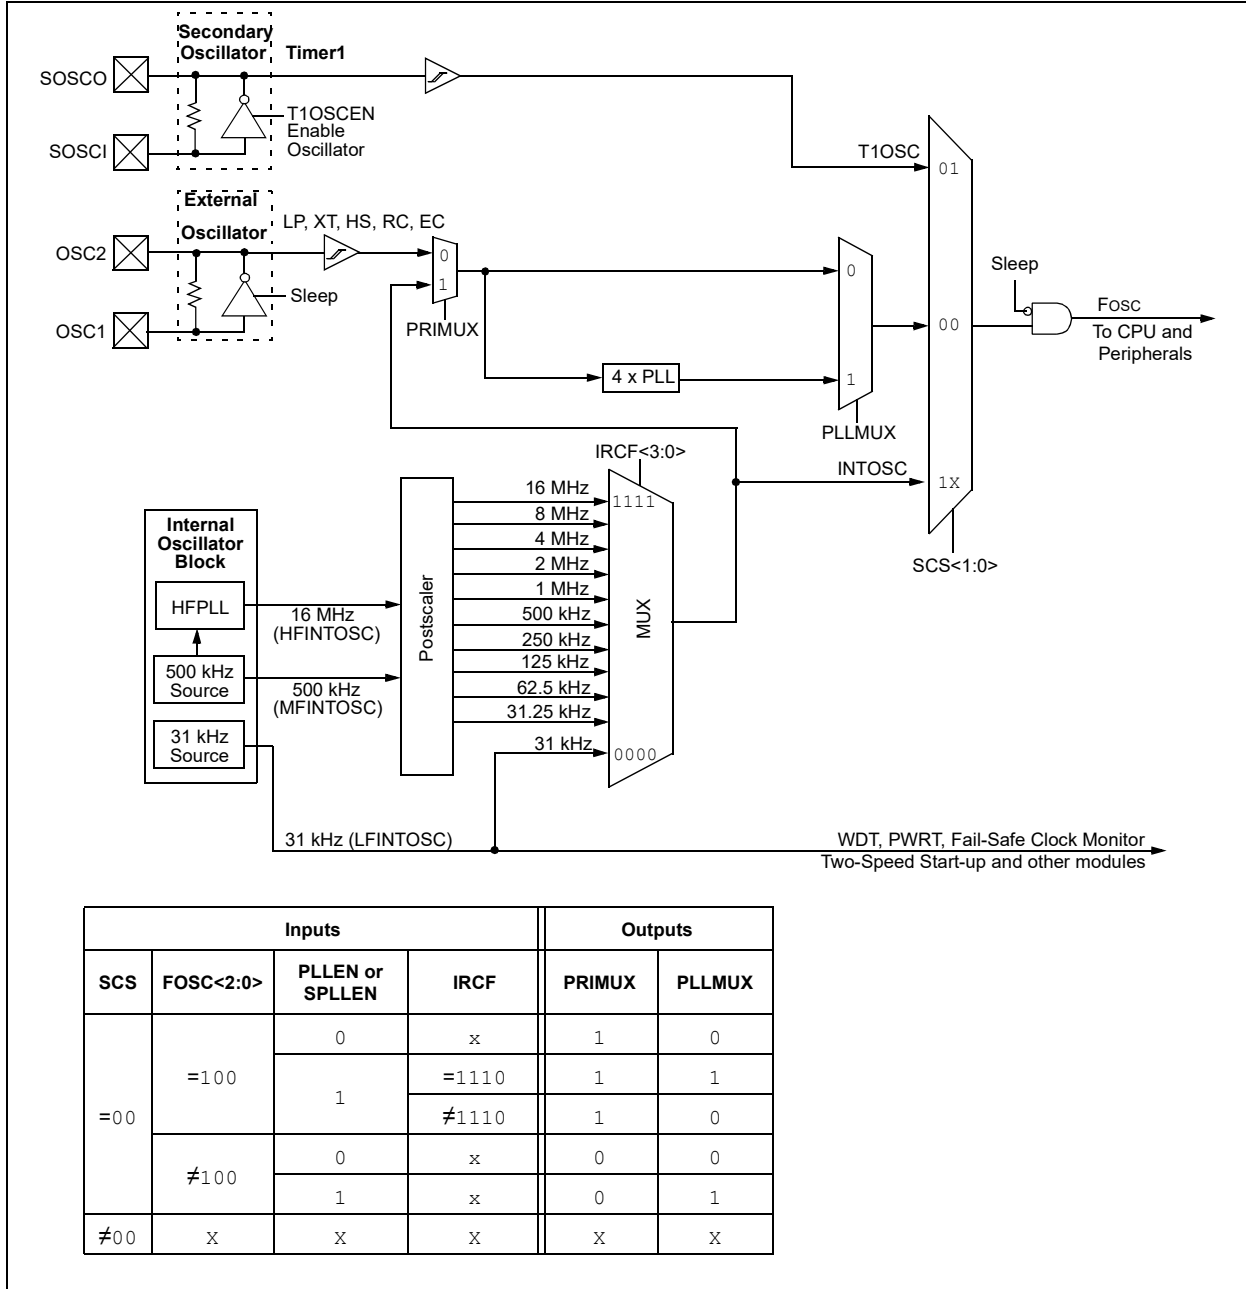 Secondary
Oscillator
Timer1
SOSCO
T1OSCEN
Enable
Oscillator
SOSCI
T1OSC
01
External
Oscillator
LP, XT, HS, RC, EC
OSC2
0
1
Sleep
OSC1
PRIMUX
0
4 x PLL
1
PLLMUX
00
Sleep
FOSC
To CPU and
Peripherals
IRCF<3:0>
INTOSC
1X
SCS<1:0>
Internal
Oscillator
Block
HFPLL
500 kHz
Source
31 kHz
Source
16 MHz
(HFINTOSC)
500 kHz
(MFINTOSC)
Postscaler
16 MHz
8 MHz
4 MHz
2 MHz
1 MHz
500 kHz
250 kHz
125 kHz
62.5 kHz
31.25 kHz
31 kHz
1111
MUX
0000
31 kHz (LFINTOSC)
WDT, PWRT, Fail-Safe Clock Monitor
Two-Speed Start-up and other modules
Inputs Outputs
SCS FOSC<2:0> PLLEN or SPLLEN IRCF PRIMUX PLLMUX
=00 =100 0 x 1 0
1 =1110 1 1
≠1110 1 0
≠100 0 x 0 0
1 x 0 1
≠00 X X X X X